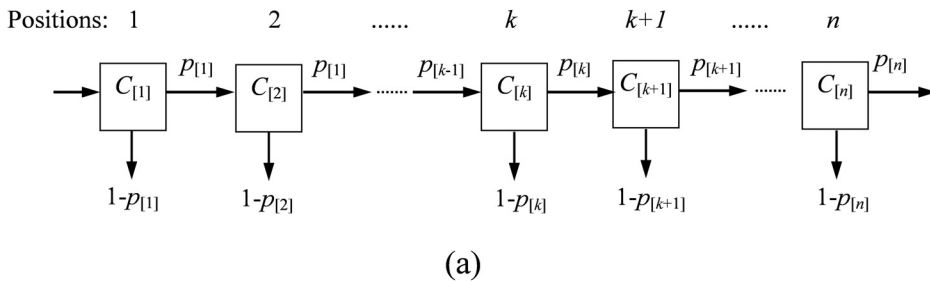 Positions: 1 2 ...... k k+1 ...... n
p[1] p[1] p[k-1] p[k] p[k+1] p[n]
C[1] C[2] ........ C[k] C[k+1] ........ C[n]
1-p[1] 1-p[2] 1-p[k] 1-p[k+1] 1-p[n]
(a)